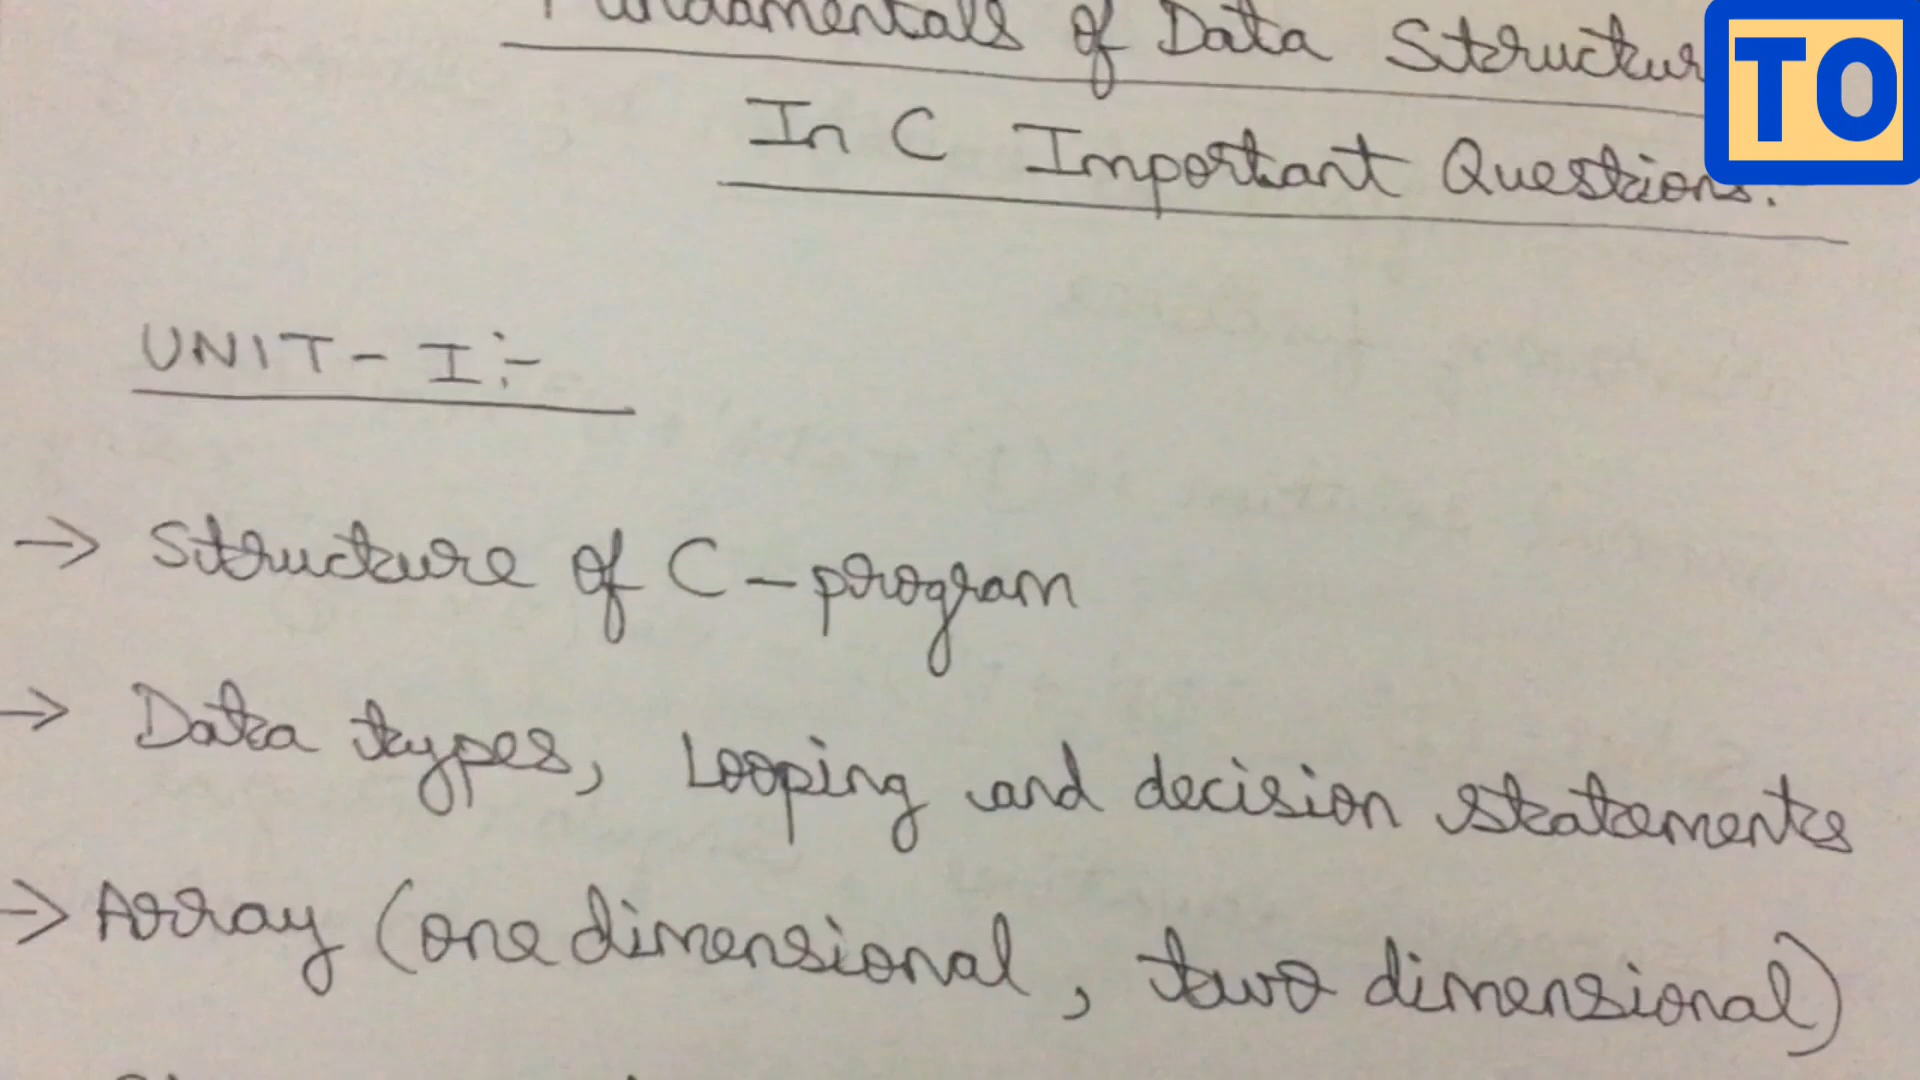 Fundamentals of Data Structur
TO
In C Important Questions.
UNIT - I :-
→ Structure of C - program
→ Data types, Looping and decision statements
→ Array (one dimensional, two dimensional)